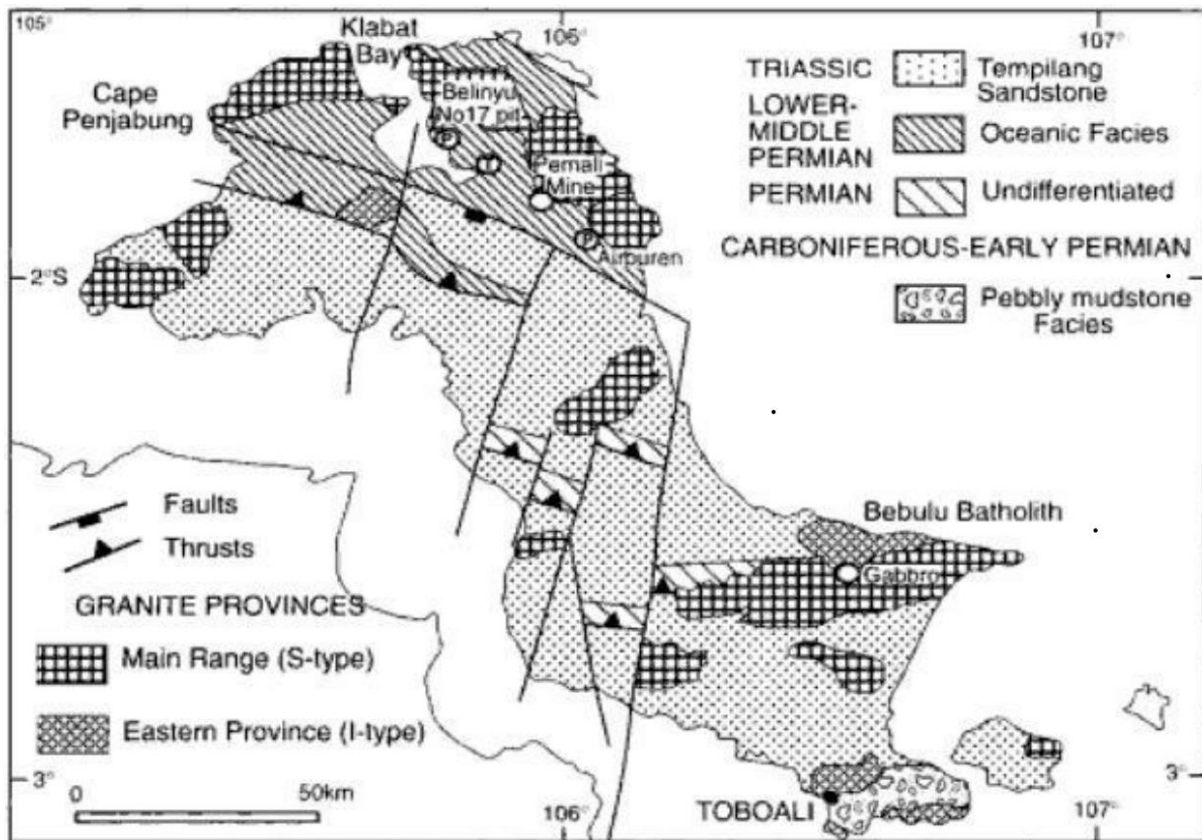 105°
Klabat
Bay
105°
107°
Cape
Penjabung
Belinyu
No17 pit
Pemali
Mine
Airburen
TRIASSIC
Tempilang
Sandstone
LOWER-
MIDDLE
PERMIAN
Oceanic Facies
PERMIAN
Undifferentiated
CARBONIFEROUS-EARLY PERMIAN
Pebbly mudstone
Facies
2°S
Faults
Thrusts
GRANITE PROVINCES
Main Range (S-type)
Eastern Province (I-type)
Bebulu Batholith
Gabbro
3°
3°
0
50km
TOBOALI
106°
107°